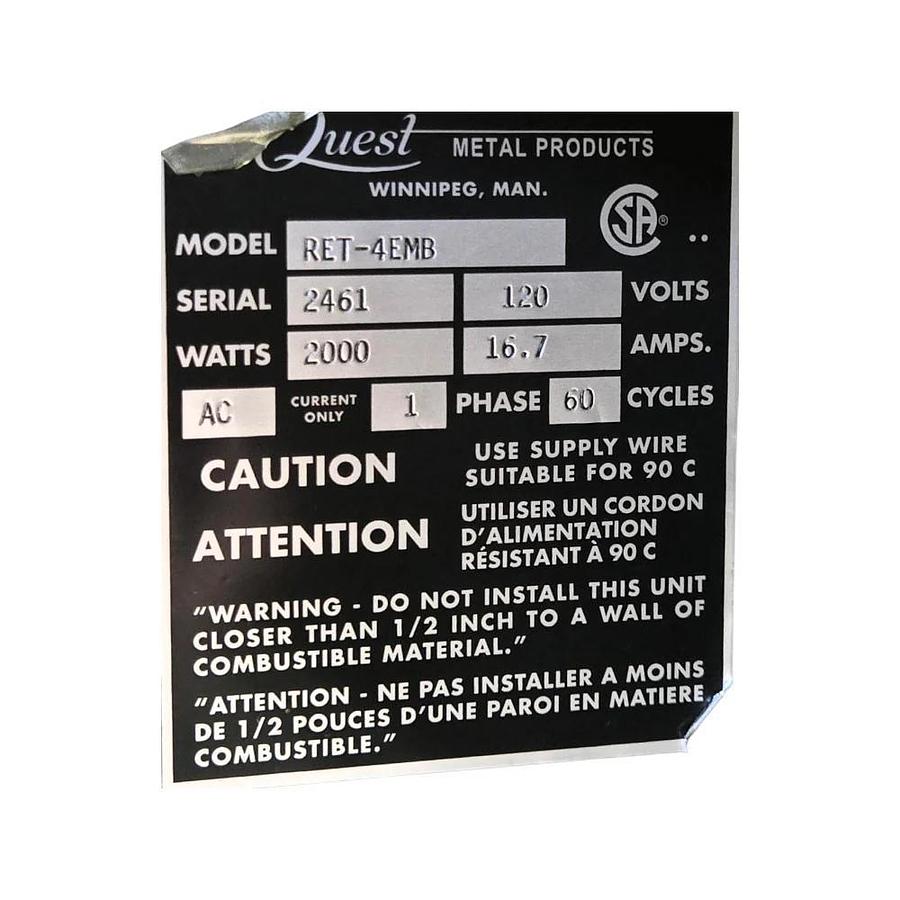 Quest METAL PRODUCTS
WINNIPEG, MAN.
CSA ®
MODEL RET-4EMB
SERIAL 2461 120 VOLTS
WATTS 2000 16.7 AMPS.
AC CURRENT ONLY 1 PHASE 60 CYCLES
CAUTION
USE SUPPLY WIRE
SUITABLE FOR 90 C
ATTENTION
UTILISER UN CORDON
D'ALIMENTATION
RÉSISTANT À 90 C
"WARNING - DO NOT INSTALL THIS UNIT
CLOSER THAN 1/2 INCH TO A WALL OF
COMBUSTIBLE MATERIAL."
"ATTENTION - NE PAS INSTALLER A MOINS
DE 1/2 POUCES D'UNE PAROI EN MATIERE
COMBUSTIBLE."